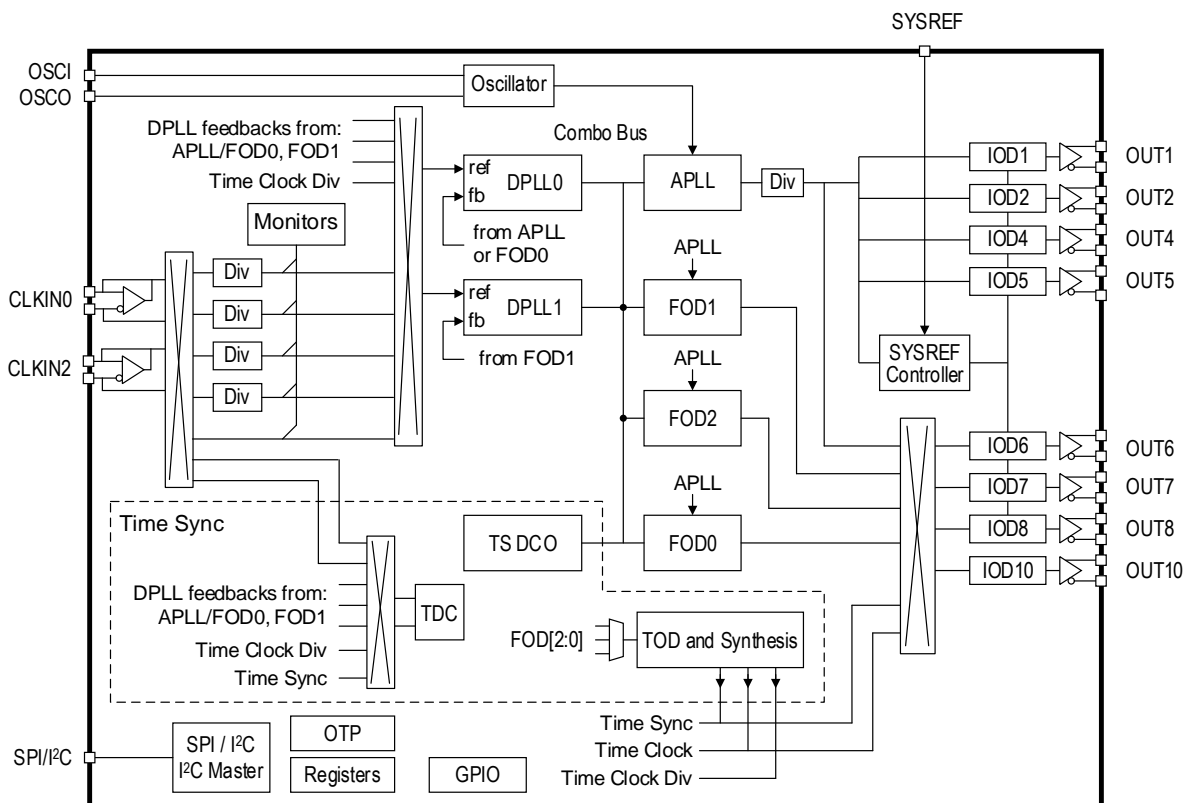 SYSREF
OSCI
OSCO
Oscillator
DPLL feedbacks from:
APLL/FOD0, FOD1
Time Clock Div
Combo Bus
ref
fb
DPLL0
from APLL
or FOD0
APLL
Div
IOD1
OUT1
IOD2
OUT2
IOD4
OUT4
IOD5
OUT5
Monitors
CLKIN0
CLKIN2
Div
Div
Div
Div
ref
fb
DPLL1
from FOD1
APLL
FOD1
APLL
FOD2
APLL
FOD0
SYSREF
Controller
IOD6
OUT6
IOD7
OUT7
IOD8
OUT8
IOD10
OUT10
Time Sync
TS DCO
DPLL feedbacks from:
APLL/FOD0, FOD1
Time Clock Div
Time Sync
TDC
FOD[2:0]
TOD and Synthesis
Time Sync
Time Clock
Time Clock Div
SPI/I²C
SPI / I²C
I²C Master
OTP
Registers
GPIO